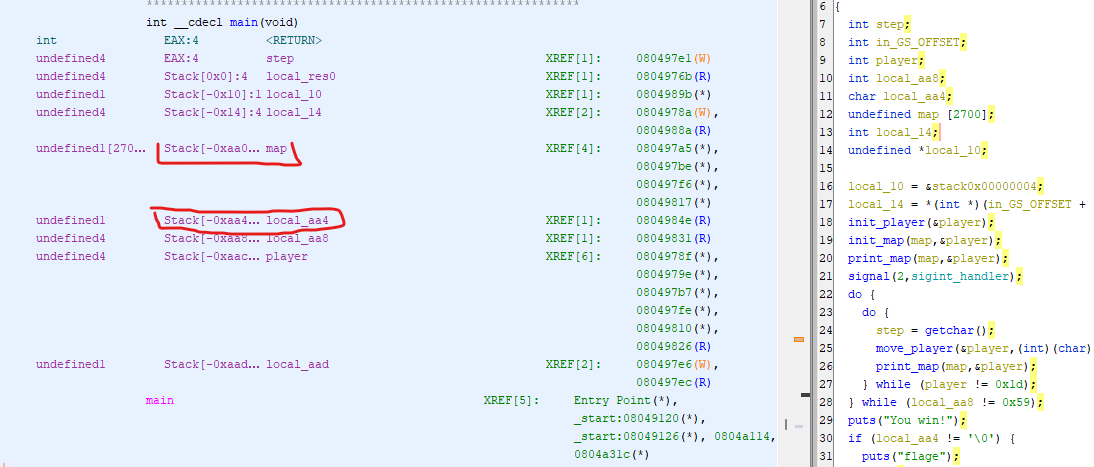 ******************************************************************
int __cdecl main(void)
int EAX:4 <RETURN>
undefined4 EAX:4 step XREF[1]: 080497e1(W)
undefined4 Stack[0x0]:4 local_res0 XREF[1]: 0804976b(R)
undefined1 Stack[-0x10]:1 local_10 XREF[1]: 0804989b(*)
undefined4 Stack[-0x14]:4 local_14 XREF[2]: 0804978a(W),
0804988a(R)
undefined1[270... Stack[-0xaa0... map XREF[4]: 080497a5(*),
080497be(*),
080497f6(*),
08049817(*)
undefined1 Stack[-0xaa4... local_aa4 XREF[1]: 0804984e(R)
undefined4 Stack[-0xaa8... local_aa8 XREF[1]: 08049831(R)
undefined4 Stack[-0xaac... player XREF[6]: 0804978f(*),
0804979e(*),
080497b7(*),
080497fe(*),
08049810(*),
08049826(R)
undefined1 Stack[-0xaad... local_aad XREF[2]: 080497e6(W),
080497ec(R)
main XREF[5]: Entry Point(*),
_start:08049120(*),
_start:08049126(*), 0804a114,
0804a31c(*)
6 {
7 int step;
8 int in_GS_OFFSET;
9 int player;
10 int local_aa8;
11 char local_aa4;
12 undefined map [2700];
13 int local_14;
14 undefined *local_10;
15
16 local_10 = &stack0x00000004;
17 local_14 = *(int *)(in_GS_OFFSET +
18 init_player(&player);
19 init_map(map,&player);
20 print_map(map,&player);
21 signal(2,sigint_handler);
22 do {
23 do {
24 step = getchar();
25 move_player(&player,(int)(char)
26 print_map(map,&player);
27 } while (player != 0x1d);
28 } while (local_aa8 != 0x59);
29 puts("You win!");
30 if (local_aa4 != '\0') {
31 puts("flage");